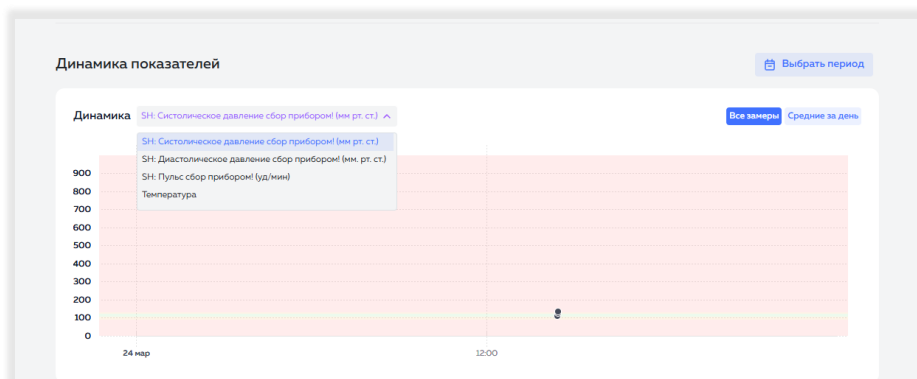 Динамика показателей
Выбрать период
Динамика
SH: Систолическое давление сбор прибором! (мм рт. ст.)
Все замеры
Средние за день
SH: Систолическое давление сбор прибором! (мм рт. ст.)
SH: Диастолическое давление сбор прибором! (мм. рт. ст.)
SH: Пульс сбор прибором! (уд/мин)
Температура
900
800
700
600
500
400
300
200
100
0
24 мар
12:00